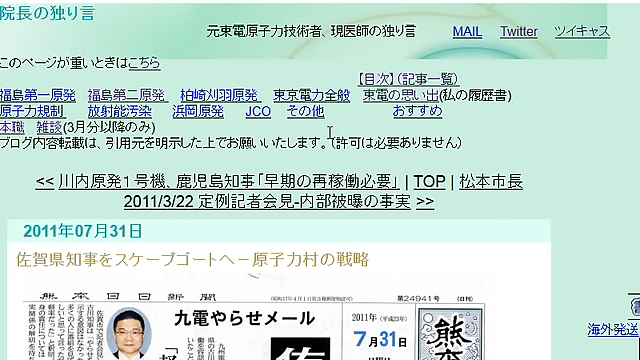 院長の独り言
元東電原子力技術者、現医師の独り言 MAIL Twitter ツイキャス
このページが重いときはこちら
【目次】（記事一覧）
福島第一原発 福島第二原発 柏崎刈羽原発 東京電力全般 東電の思い出(私の履歴書)
原子力規制 放射能汚染 浜岡原発 JCO その他 おすすめ
本職 雑談(3月分以降のみ)
ブログ内容転載は、引用元を明示した上でお願いいたします。（許可は必要ありません）
<< 川内原発１号機、鹿児島知事「早期の再稼働必要」 | TOP | 松本市長
2011/3/22 定例記者会見-内部被曝の事実 >>
2011年07月31日
佐賀県知事をスケープゴートへ－原子力村の戦略
熊本日日新聞 第24941号
九電やらせメール
2011年 (平成23年)
7月31日
海外発送